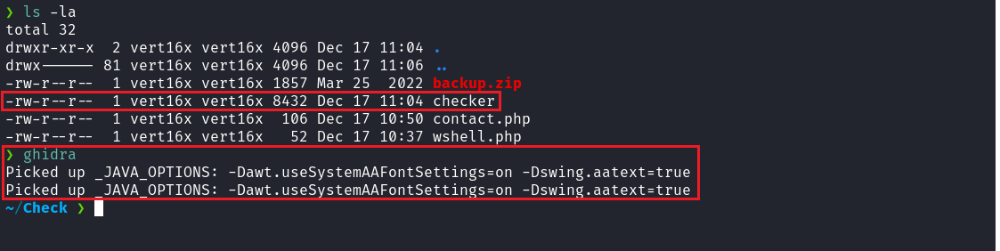 ❯ ls -la
total 32
drwxr-xr-x  2 vert16x vert16x 4096 Dec 17 11:04 .
drwx------ 81 vert16x vert16x 4096 Dec 17 11:06 ..
-rw-r--r--  1 vert16x vert16x 1857 Mar 25  2022 backup.zip
-rw-r--r--  1 vert16x vert16x 8432 Dec 17 11:04 checker
-rw-r--r--  1 vert16x vert16x  106 Dec 17 10:50 contact.php
-rw-r--r--  1 vert16x vert16x   52 Dec 17 10:37 wshell.php
❯ ghidra
Picked up _JAVA_OPTIONS: -Dawt.useSystemAAFontSettings=on -Dswing.aatext=true
Picked up _JAVA_OPTIONS: -Dawt.useSystemAAFontSettings=on -Dswing.aatext=true
~/Check ❯